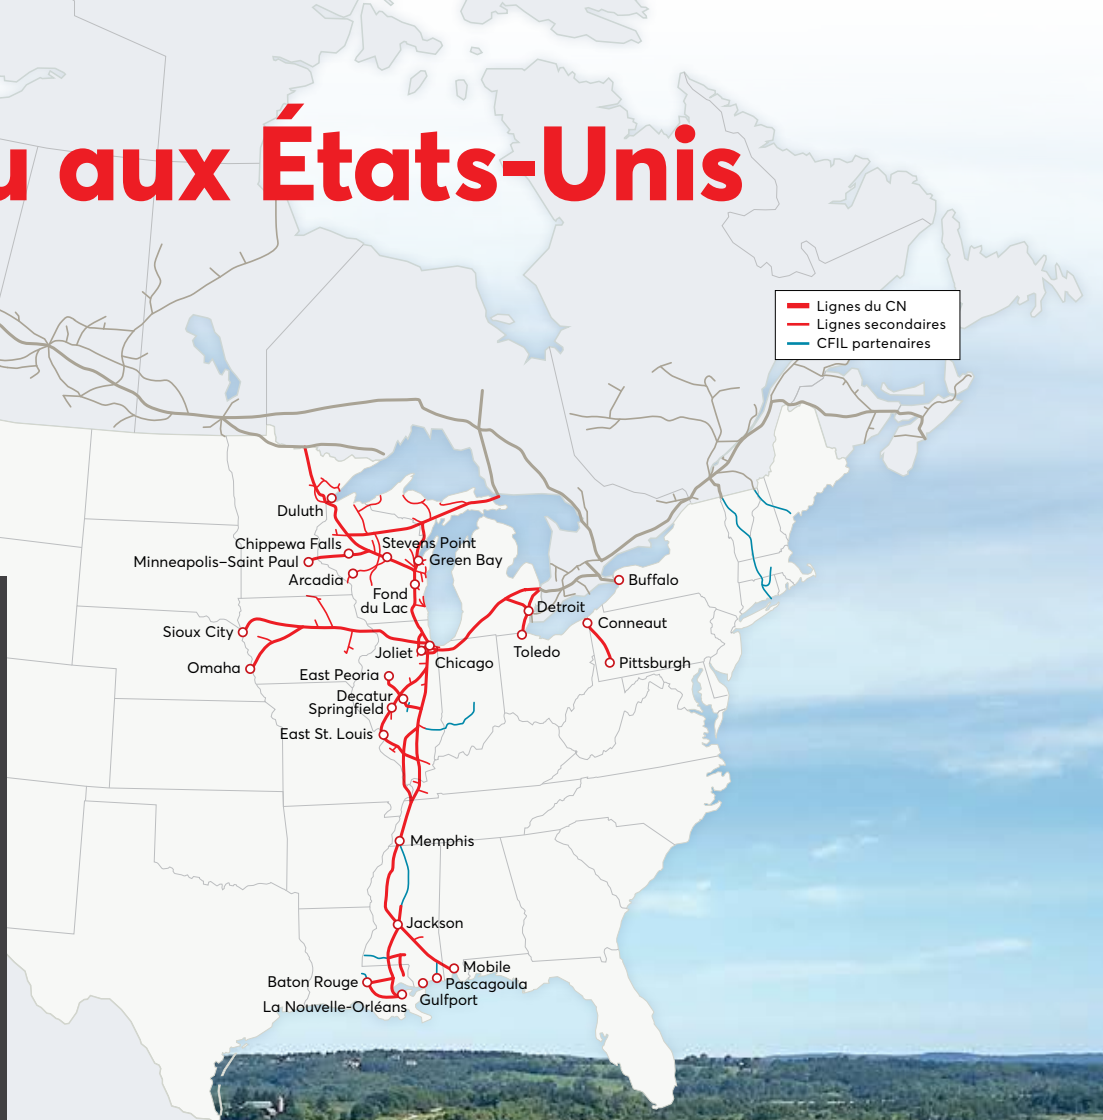 u aux États-Unis
Lignes du CN
Lignes secondaires
CFIL partenaires
Duluth
Chippewa Falls
Stevens Point
Minneapolis–Saint Paul
Green Bay
Arcadia
Buffalo
Fond
du Lac
Detroit
Conneaut
Sioux City
Joliet
Toledo
Chicago
Pittsburgh
Omaha
East Peoria
Decatur
Springfield
East St. Louis
Memphis
Jackson
Mobile
Baton Rouge
Pascagoula
Gulfport
La Nouvelle-Orléans